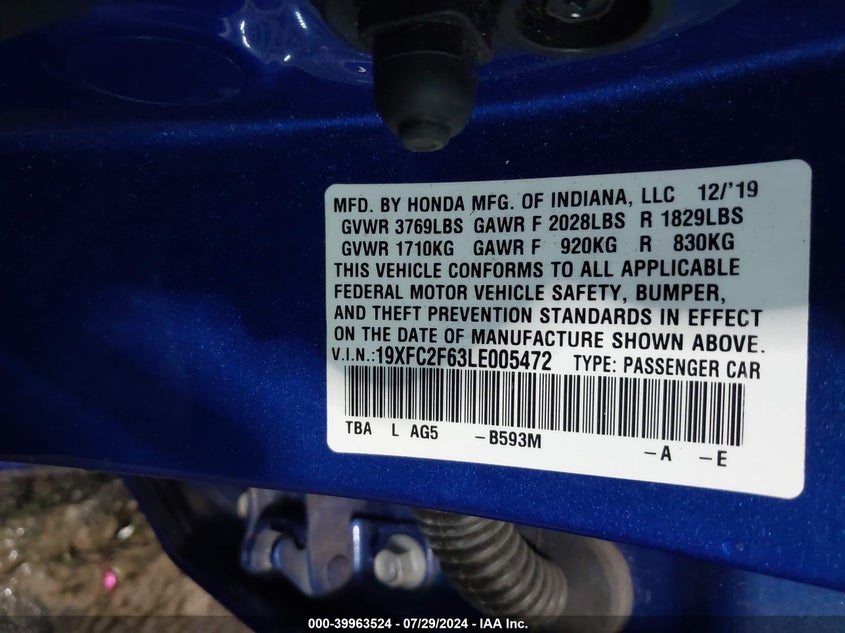 MFD. BY HONDA MFG. OF INDIANA, LLC 12/'19
GVWR 3769LBS GAWR F 2028LBS R 1829LBS
GVWR 1710KG GAWR F 920KG R 830KG
THIS VEHICLE CONFORMS TO ALL APPLICABLE
FEDERAL MOTOR VEHICLE SAFETY, BUMPER,
AND THEFT PREVENTION STANDARDS IN EFFECT
ON THE DATE OF MANUFACTURE SHOWN ABOVE.
V.I.N.:19XFC2F63LE005472 TYPE: PASSENGER CAR
TBA L AG5 -B593M -A -E
000-39963524 | 07/29/2024 - IAA Inc.